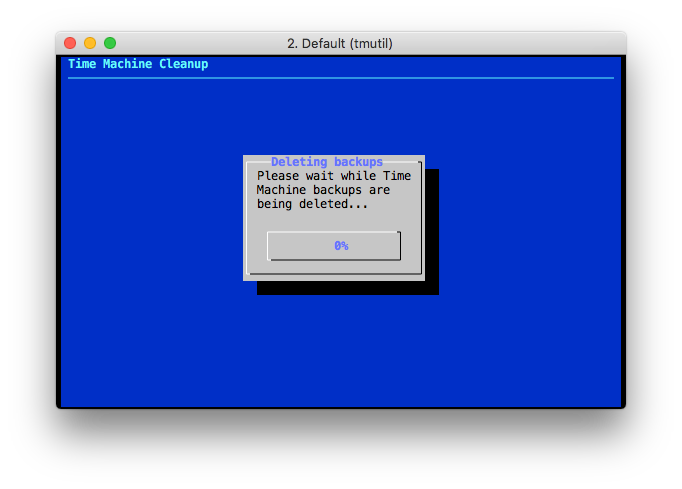 2. Default (tmutil)
Time Machine Cleanup
Deleting backups
Please wait while Time
Machine backups are
being deleted...
0%